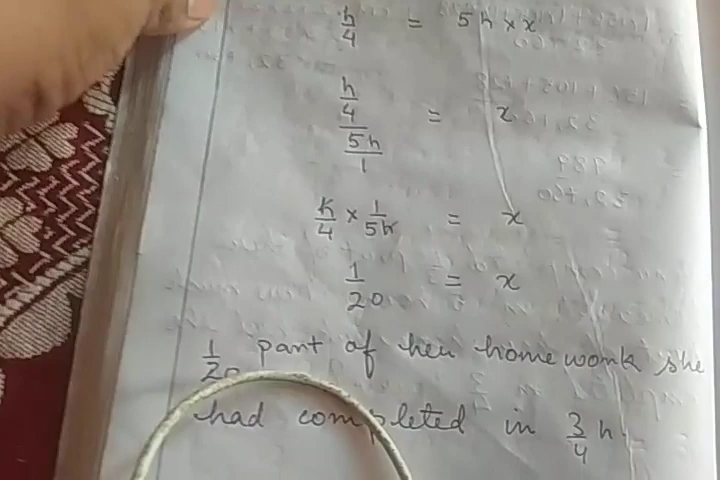 h/4 = 5h × x
h/4 / 5h/1 = x
h/4 × 1/5h = x
1/20 = x
1/20 part of her homework she
had completed in 3/4 h